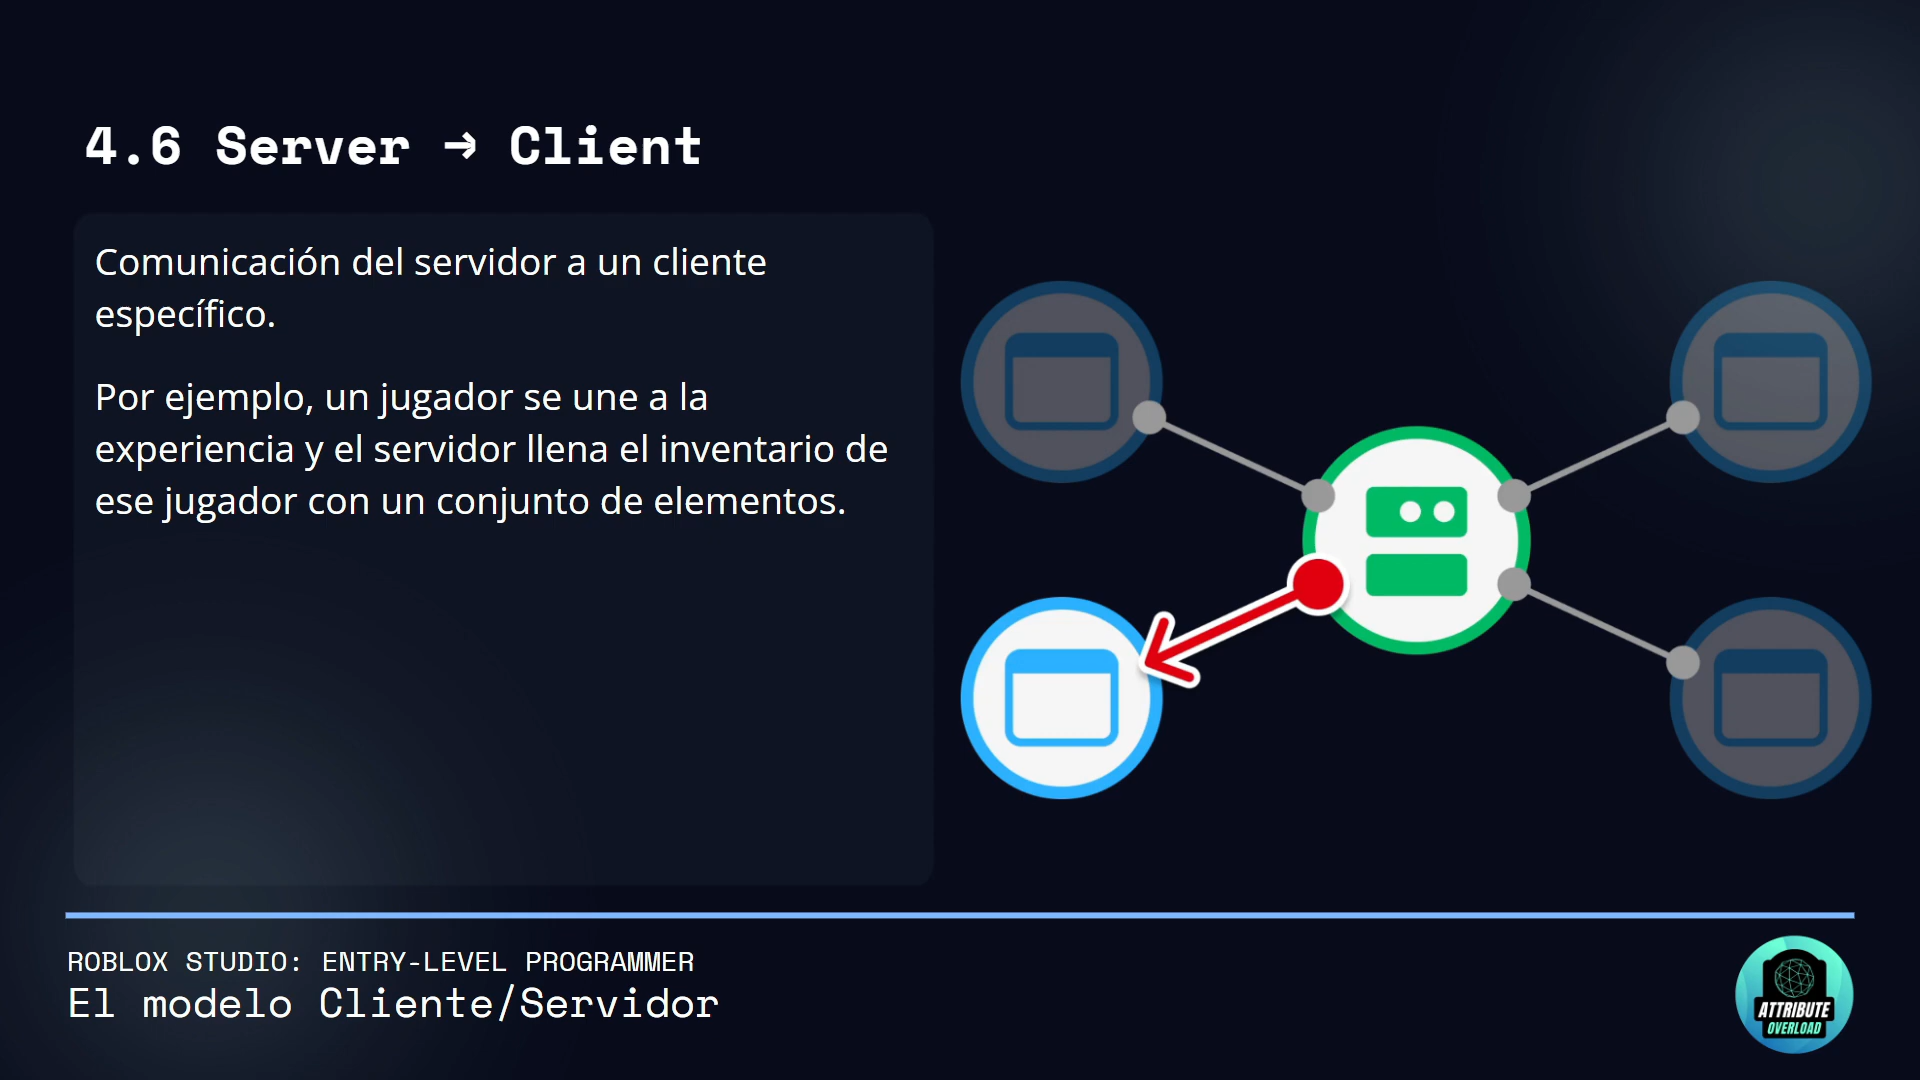 4.6 Server → Client
Comunicación del servidor a un cliente
específico.
Por ejemplo, un jugador se une a la
experiencia y el servidor llena el inventario de
ese jugador con un conjunto de elementos.
ROBLOX STUDIO: ENTRY-LEVEL PROGRAMMER
El modelo Cliente/Servidor
ATTRIBUTE
OVERLOAD